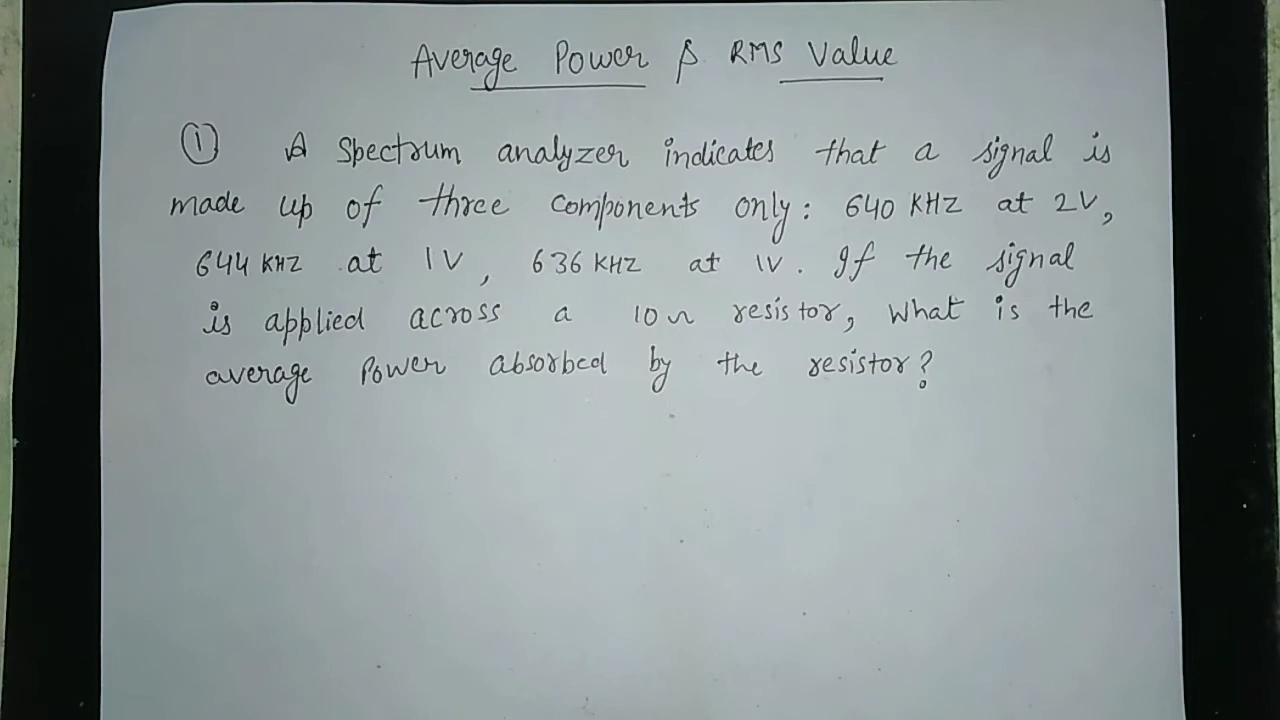 Average Power & RMS Value
① A Spectrum analyzer indicates that a signal is
made up of three components only: 640 KHZ at 2V,
644 KHZ at 1V, 636 KHZ at 1V. If the signal
is applied across a 10Ω resistor, what is the
average Power absorbed by the resistor?